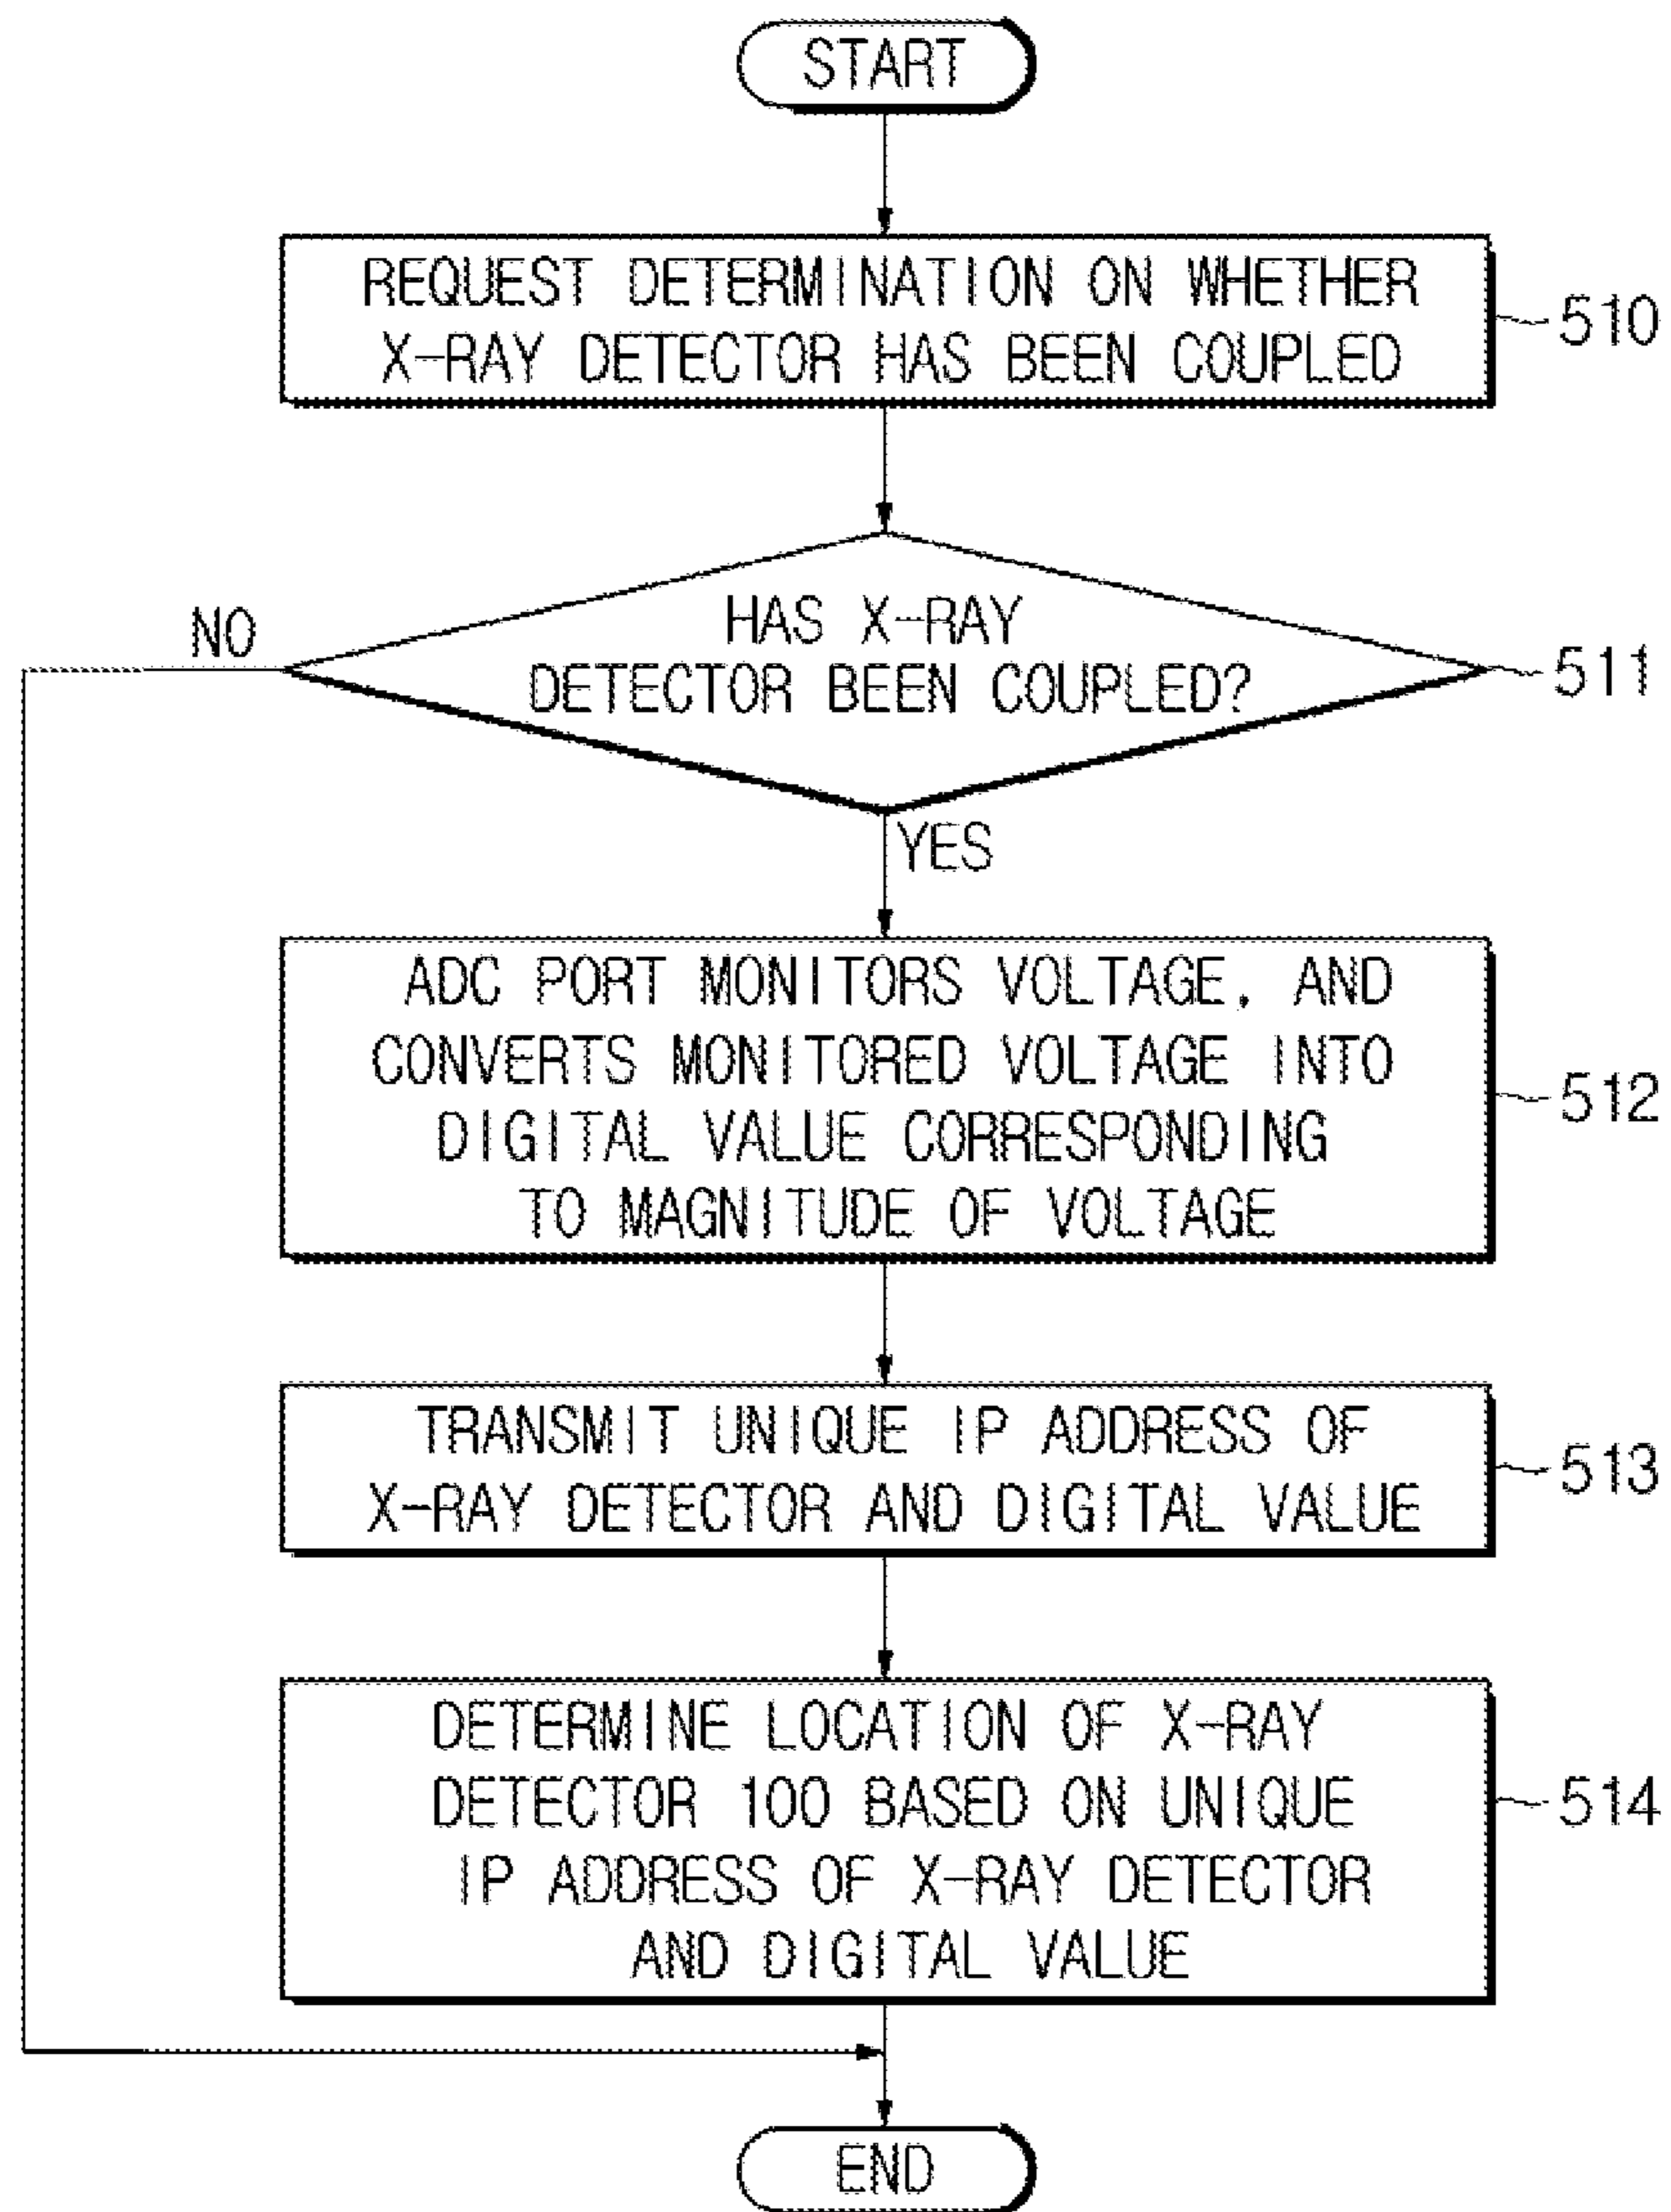 START
REQUEST DETERMINATION ON WHETHER
X-RAY DETECTOR HAS BEEN COUPLED
510
HAS X-RAY
DETECTOR BEEN COUPLED?
511
NO
YES
ADC PORT MONITORS VOLTAGE, AND
CONVERTS MONITORED VOLTAGE INTO
DIGITAL VALUE CORRESPONDING
TO MAGNITUDE OF VOLTAGE
512
TRANSMIT UNIQUE IP ADDRESS OF
X-RAY DETECTOR AND DIGITAL VALUE
513
DETERMINE LOCATION OF X-RAY
DETECTOR 100 BASED ON UNIQUE
IP ADDRESS OF X-RAY DETECTOR
AND DIGITAL VALUE
514
END